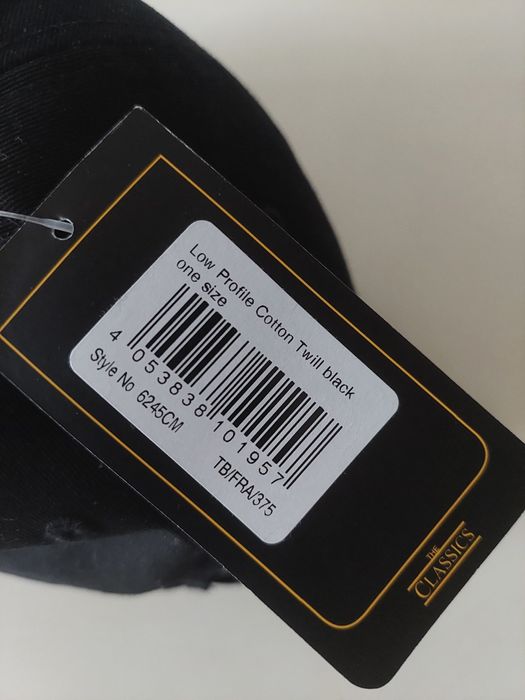 Low Profile Cotton Twill black
one size
4 053838 101957
Style No 6245CM
TB/FRA/375
THE
CLASSICS